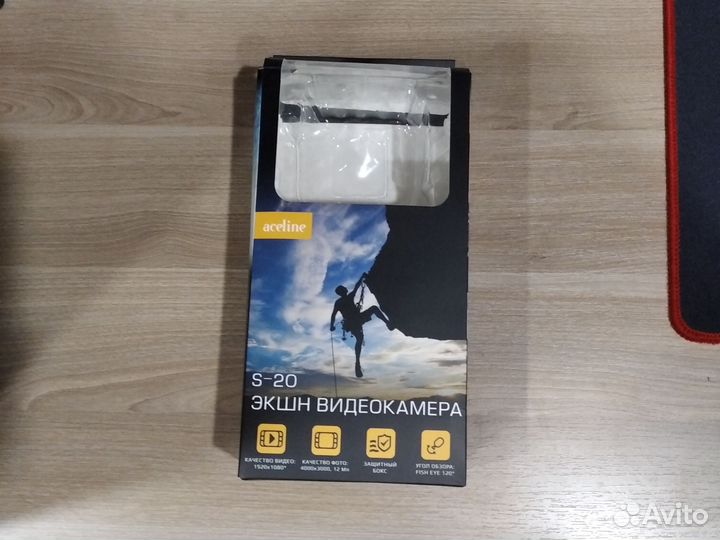 aceline
S-20
ЭКШН ВИДЕОКАМЕРА
КАЧЕСТВО ВИДЕО:
1920x1080*
КАЧЕСТВО ФОТО:
4000x3000, 12 Мп
ЗАЩИТНЫЙ
БОКС
УГОЛ ОБЗОРА:
FISH EYE 120°
Avito